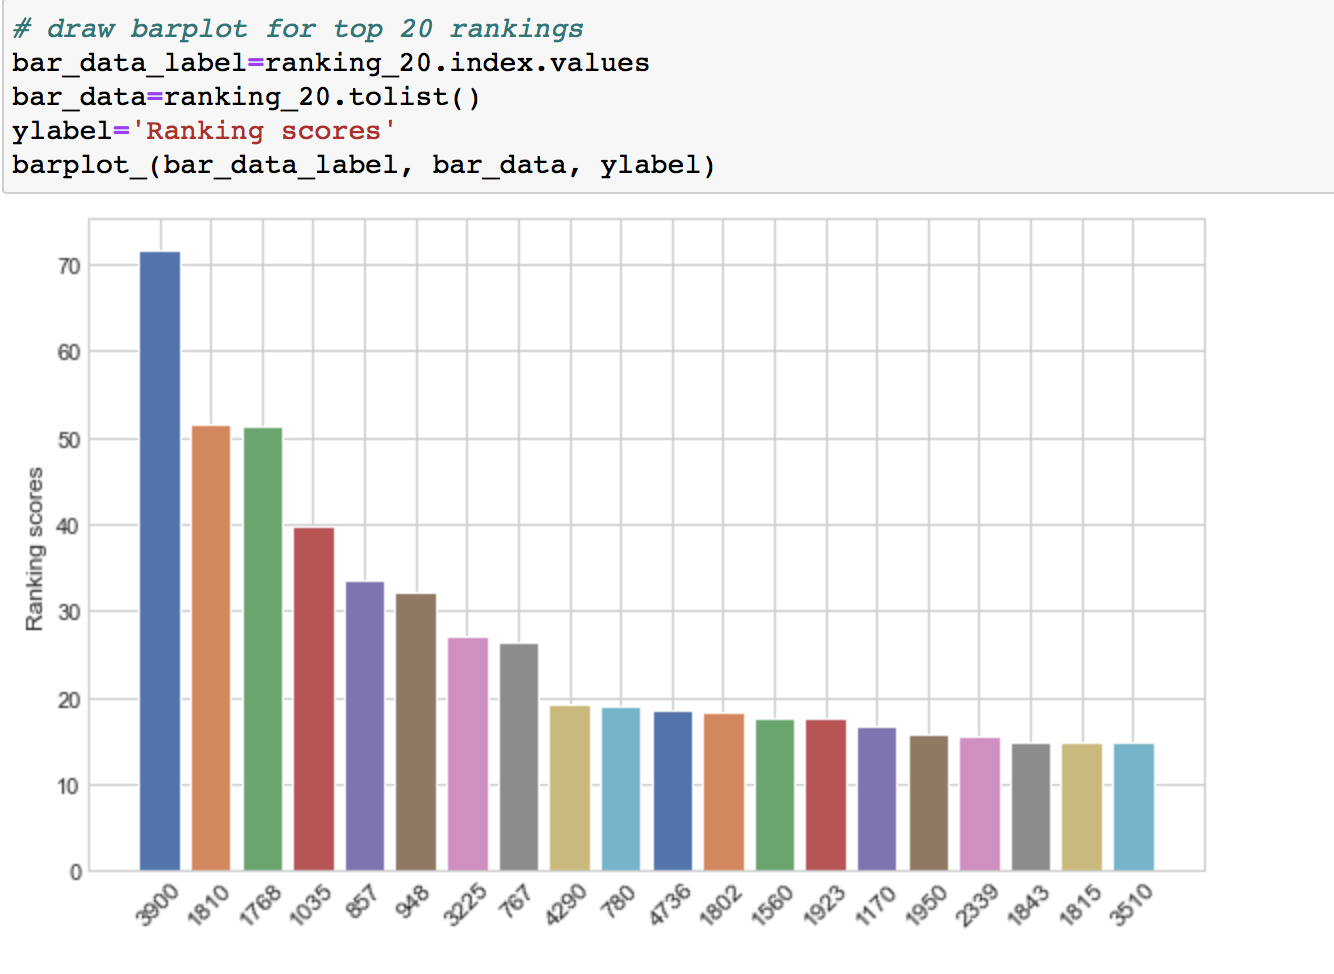 # draw barplot for top 20 rankings
bar_data_label=ranking_20.index.values
bar_data=ranking_20.tolist()
ylabel='Ranking scores'
barplot_(bar_data_label, bar_data, ylabel)
70
60
50
40
30
20
10
0
Ranking scores
3900 1810 1768 1035 857 948 3225 767 4290 780 4736 1802 1560 1923 1170 1950 2339 1843 1815 3510